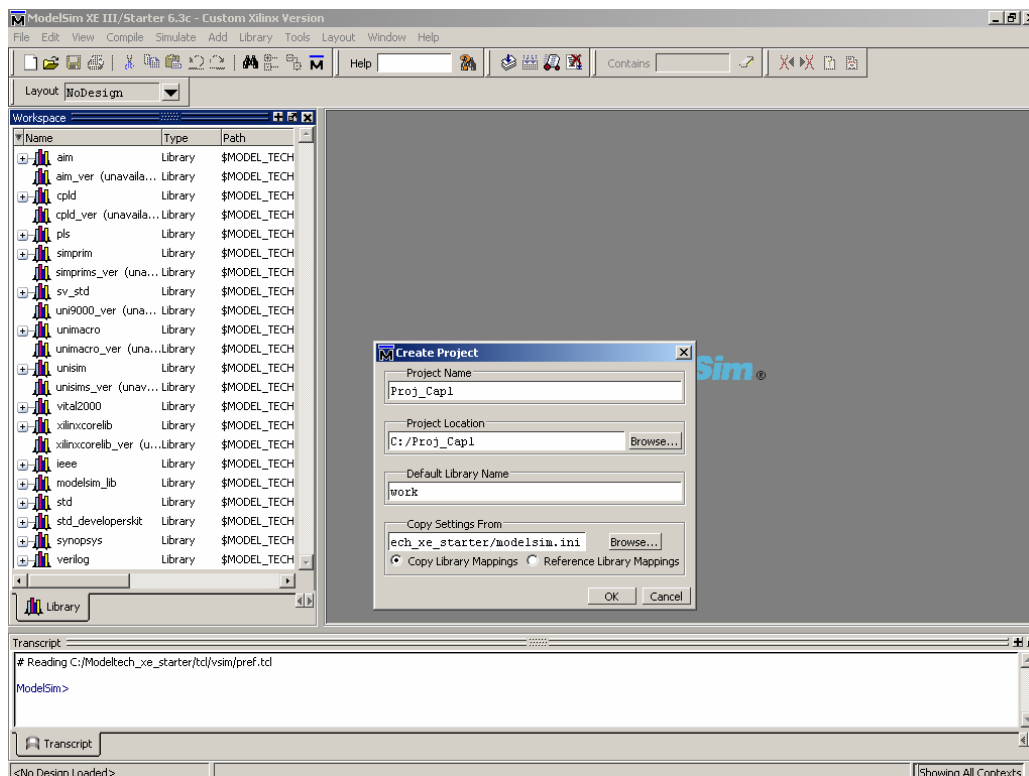 ModelSim XE III/Starter 6.3c - Custom Xilinx Version
File Edit View Compile Simulate Add Library Tools Layout Window Help
Help
Contains
Layout NoDesign
Workspace
Name Type Path
aim Library $MODEL_TECH
aim_ver (unavaila... Library $MODEL_TECH
cpld Library $MODEL_TECH
cpld_ver (unavaila... Library $MODEL_TECH
pls Library $MODEL_TECH
simprim Library $MODEL_TECH
simprims_ver (una... Library $MODEL_TECH
sv_std Library $MODEL_TECH
uni9000_ver (una... Library $MODEL_TECH
unimacro Library $MODEL_TECH
unimacro_ver (una... Library $MODEL_TECH
unisim Library $MODEL_TECH
unisims_ver (unav... Library $MODEL_TECH
vital2000 Library $MODEL_TECH
xilinxcorelib Library $MODEL_TECH
xilinxcorelib_ver (u... Library $MODEL_TECH
ieee Library $MODEL_TECH
modelsim_lib Library $MODEL_TECH
std Library $MODEL_TECH
std_developerskit Library $MODEL_TECH
synopsys Library $MODEL_TECH
verilog Library $MODEL_TECH
Library
Sim ®
Create Project
Project Name
Proj_Cap1
Project Location
C:/Proj_Cap1 Browse...
Default Library Name
work
Copy Settings From
ech_xe_starter/modelsim.ini Browse...
Copy Library Mappings Reference Library Mappings
OK Cancel
Transcript
# Reading C:/Modeltech_xe_starter/tcl/vsim/pref.tcl
ModelSim>
Transcript
<No Design Loaded> Showing All Contexts